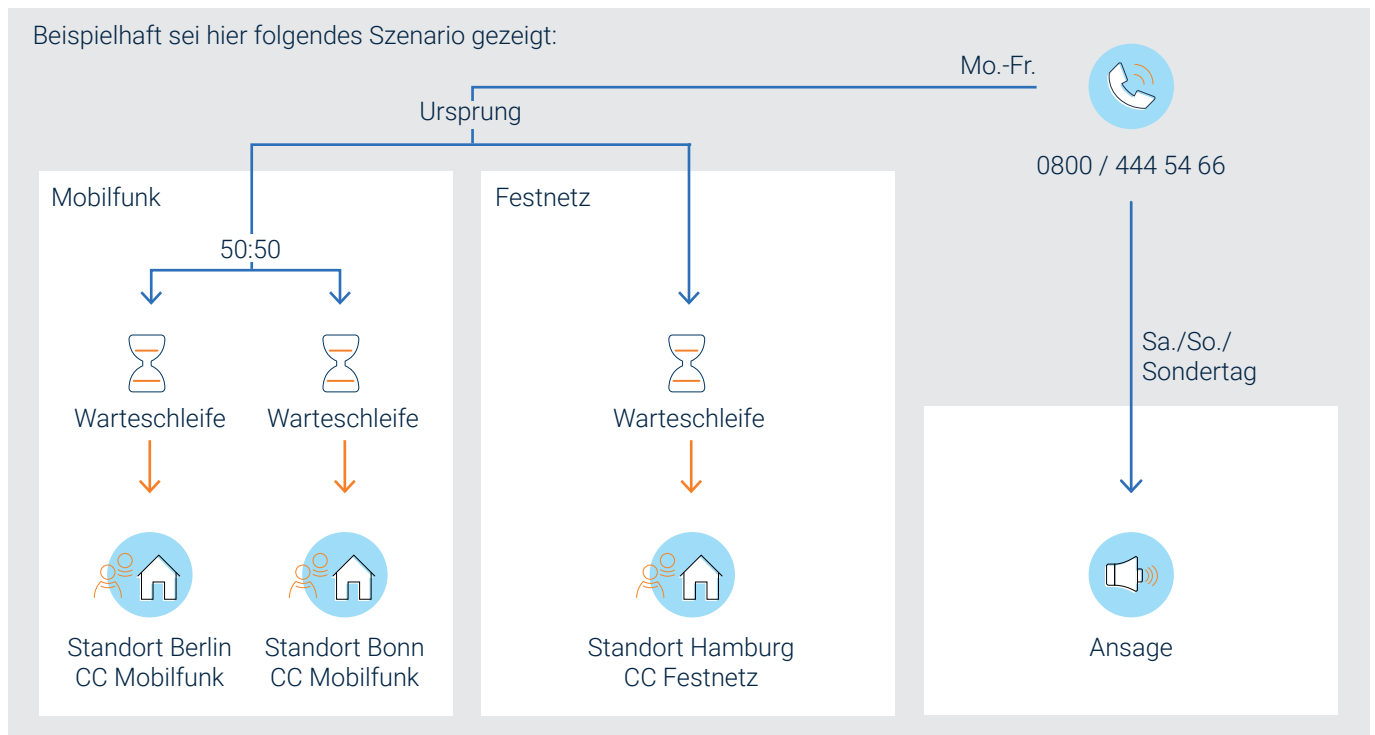 Beispielhaft sei hier folgendes Szenario gezeigt:
Mo.-Fr.
Ursprung
0800 / 444 54 66
Mobilfunk
Festnetz
50:50
Sa./So./
Sondertag
Warteschleife
Warteschleife
Warteschleife
Standort Berlin
CC Mobilfunk
Standort Bonn
CC Mobilfunk
Standort Hamburg
CC Festnetz
Ansage